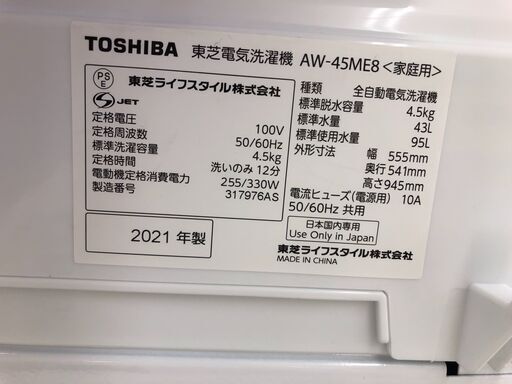 TOSHIBA 東芝電気洗濯機 AW-45ME8<家庭用>
PS
E
東芝ライフスタイル株式会社
S JET
定格電圧 100V
定格周波数 50/60Hz
標準洗濯容量 4.5kg
定格時間 洗いのみ 12分
電動機定格消費電力 255/330W
製造番号 317976AS
2021 年製
種類 全自動電気洗濯機
標準脱水容量 4.5kg
標準水量 43L
標準使用水量 95L
外形寸法 幅 555mm
奥行 541mm
高さ 945mm
電流ヒューズ(電源用) 10A
50/60Hz 共用
日本国内専用
Use Only in Japan
東芝ライフスタイル株式会社
MADE IN CHINA